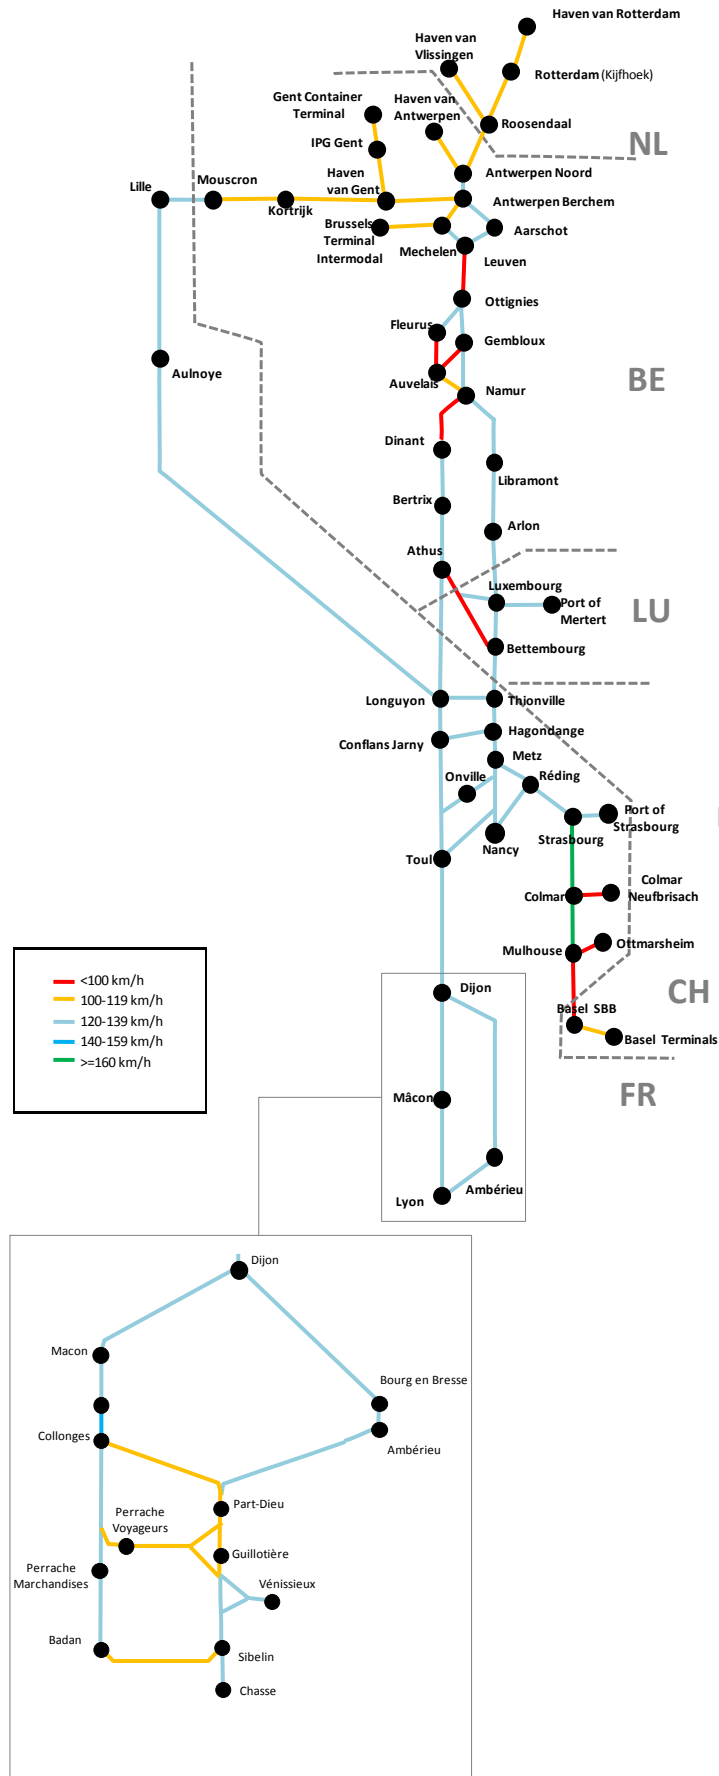 Haven van Rotterdam
Haven van
Vlissingen
Rotterdam (Kijfhoek)
Gent Container
Terminal
Haven van
Antwerpen
Roosendaal
NL
IPG Gent
Haven
van Gent
Antwerpen Noord
Lille
Mouscron
Kortrijk
Antwerpen Berchem
Brussels
Terminal
Intermodal
Aarschot
Mechelen
Leuven
Ottignies
Fleurus
Gembloux
Aulnoye
Auvelais
Namur
BE
Dinant
Libramont
Bertrix
Arlon
Athus
Luxembourg
Port of
Mertert
LU
Bettembourg
Longuyon
Thionville
Hagondange
Conflans Jarny
Metz
Onville
Réding
Port of
Strasbourg
Strasbourg
Nancy
Toul
Colmar
Neufbrisach
Colmar
Ottmarsheim
Mulhouse
<100 km/h
100-119 km/h
120-139 km/h
140-159 km/h
>=160 km/h
Dijon
CH
Basel SBB
Basel Terminals
FR
Mâcon
Ambérieu
Lyon
Dijon
Macon
Bourg en Bresse
Collonges
Ambérieu
Part-Dieu
Perrache
Voyageurs
Guillotière
Perrache
Marchandises
Vénissieux
Badan
Sibelin
Chasse